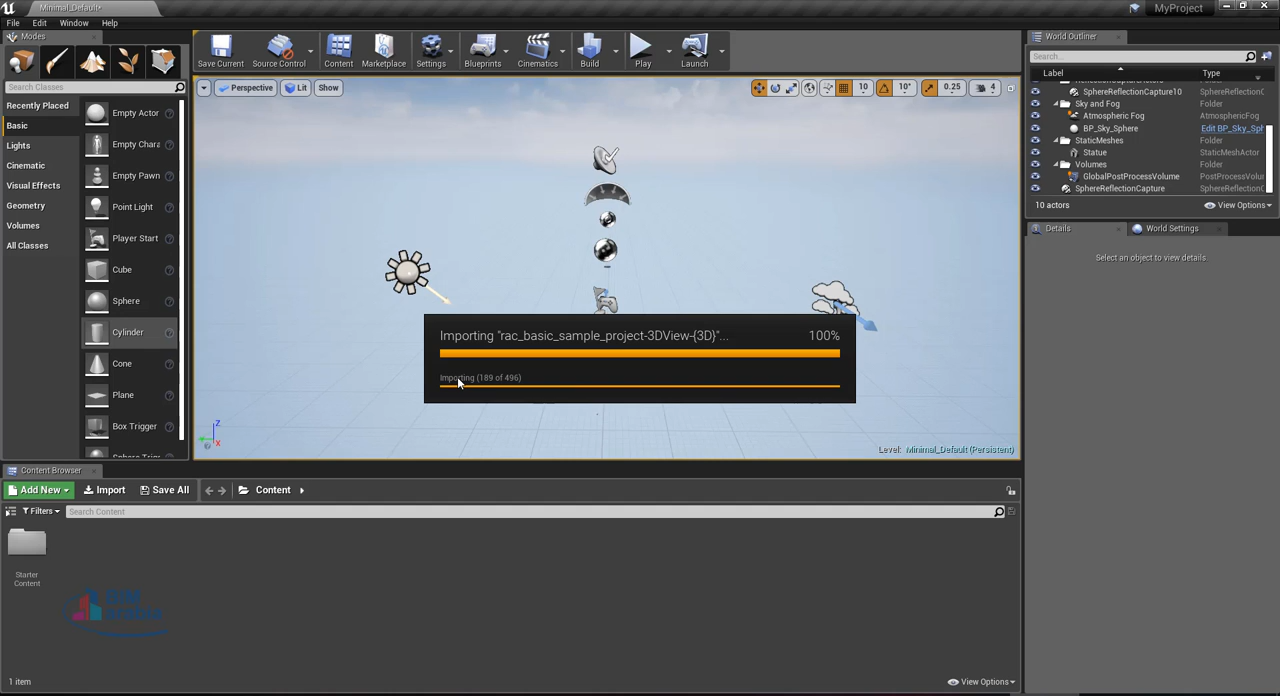 Minimal_Default*
MyProject
File Edit Window Help
Modes
Search Classes
Recently Placed
Basic
Lights
Cinematic
Visual Effects
Geometry
Volumes
All Classes
Empty Actor
Empty Chara
Empty Pawn
Point Light
Player Start
Cube
Sphere
Cylinder
Cone
Plane
Box Trigger
Save Current
Source Control
Content
Marketplace
Settings
Blueprints
Cinematics
Build
Play
Launch
Perspective
Lit
Show
10
10°
0.25
4
Importing "rac_basic_sample_project-3DView-{3D}"... 100%
Importing (189 of 496)
Z
X
Level: Minimal_Default (Persistent)
World Outliner
Search...
Label Type
SphereReflectionCapture10 SphereReflectionC
Sky and Fog Folder
Atmospheric Fog AtmosphericFog
BP_Sky_Sphere Edit BP_Sky_Sph
StaticMeshes Folder
Statue StaticMeshActor
Volumes Folder
GlobalPostProcessVolume PostProcessVolu
SphereReflectionCapture SphereReflectionC
10 actors View Options
Details
World Settings
Select an object to view details.
Content Browser
Add New Import Save All Content
Filters Search Content
Starter
Content
1 item
View Options